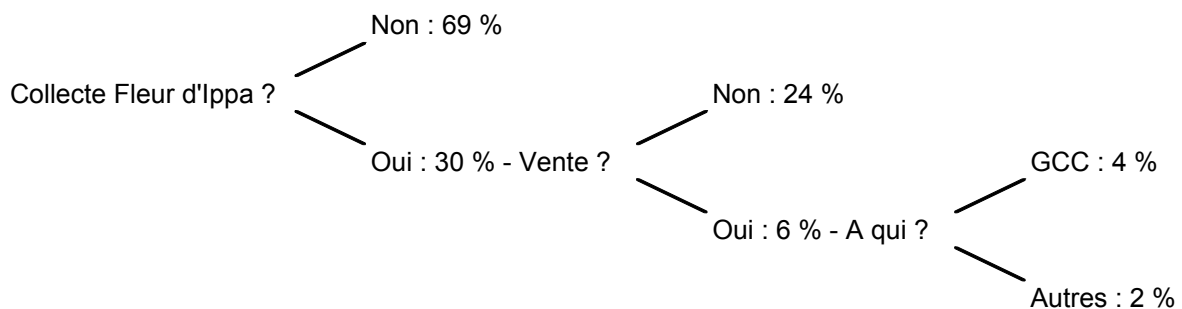 Non : 69 %
Collecte Fleur d'Ippa ?
Non : 24 %
Oui : 30 % - Vente ?
GCC : 4 %
Oui : 6 % - A qui ?
Autres : 2 %